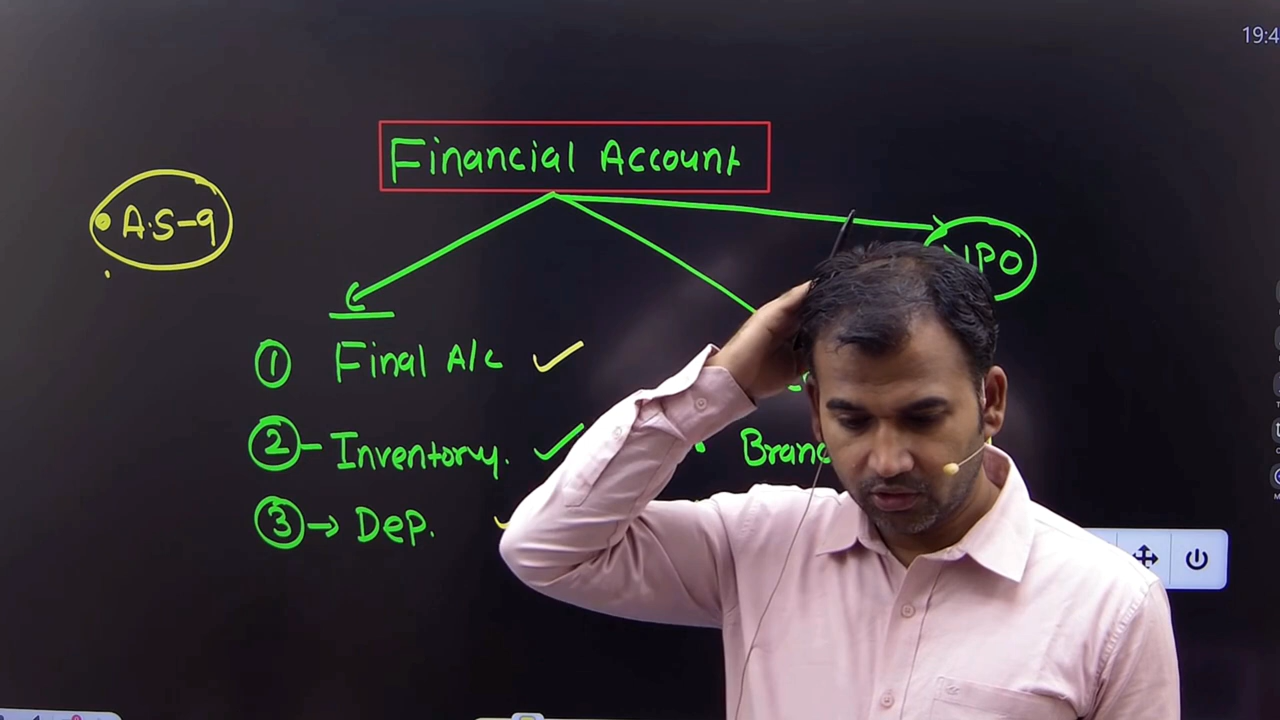 19:4
Financial Account
A.S-9
NPO
① Final A/c ✓
② - Inventory. ✓
• Branc
③ → Dep.